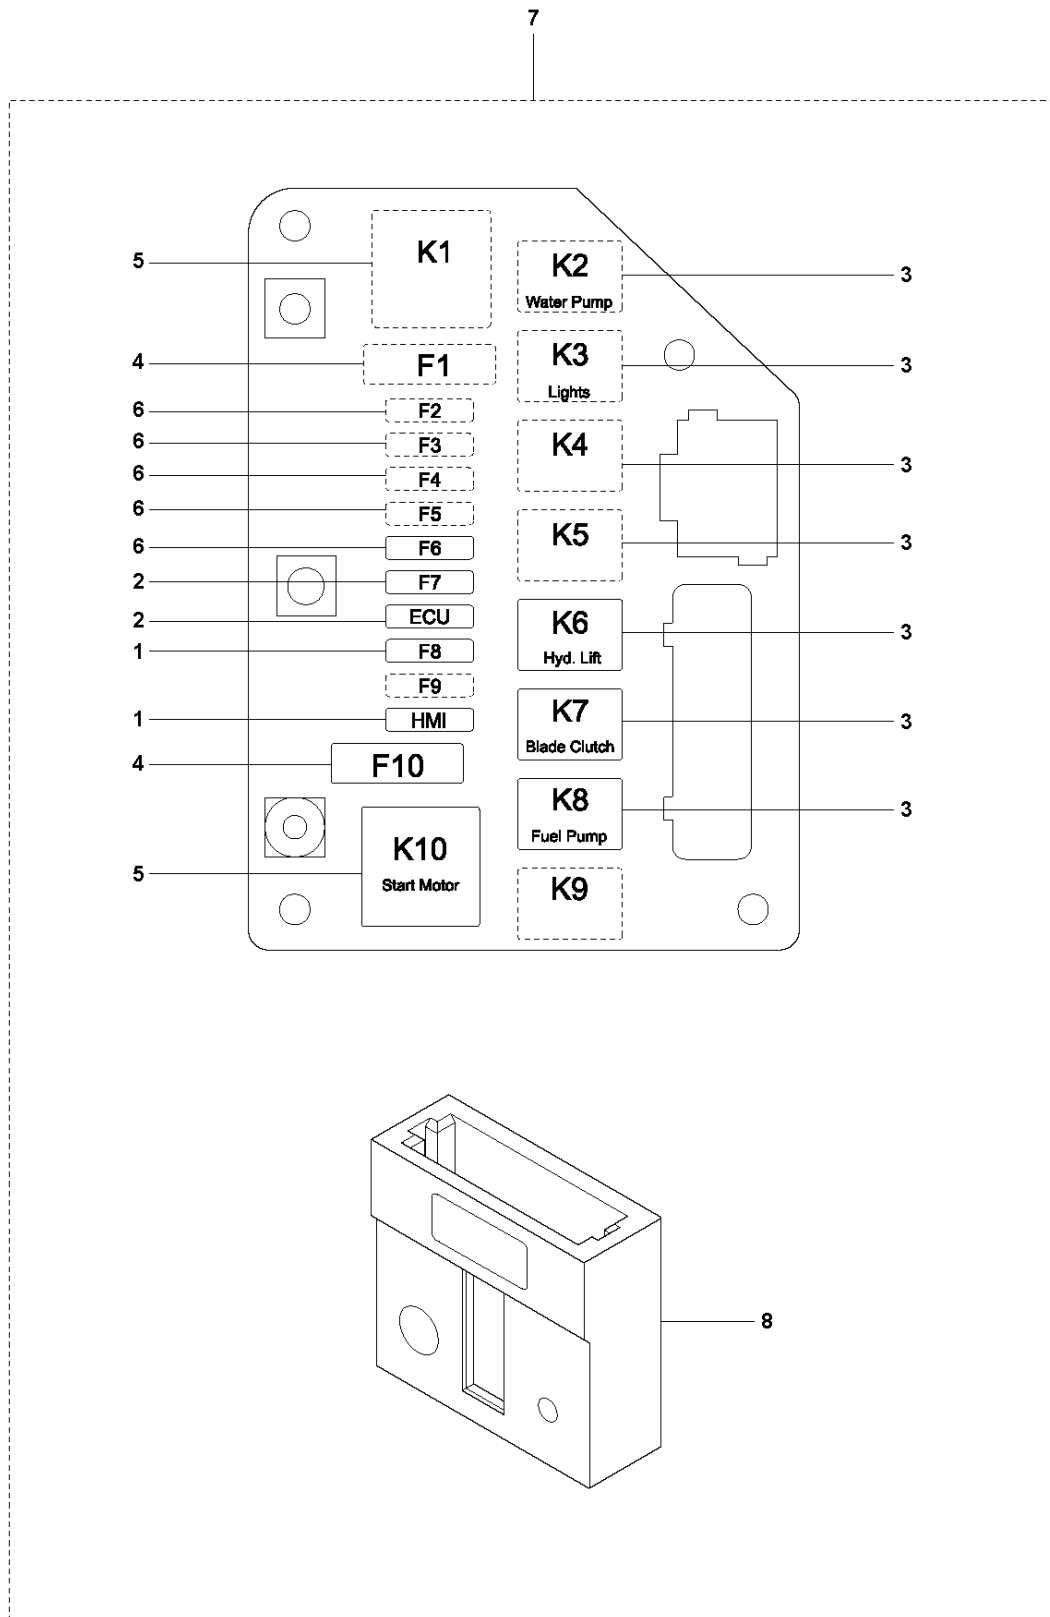 7
5
K1
K2
Water Pump
3
4
F1
K3
Lights
3
6
F2
6
F3
K4
3
6
F4
6
F5
K5
3
6
F6
2
F7
2
ECU
K6
Hyd. Lift
3
1
F8
F9
1
HMI
K7
Blade Clutch
3
4
F10
K8
Fuel Pump
3
5
K10
Start Motor
K9
8